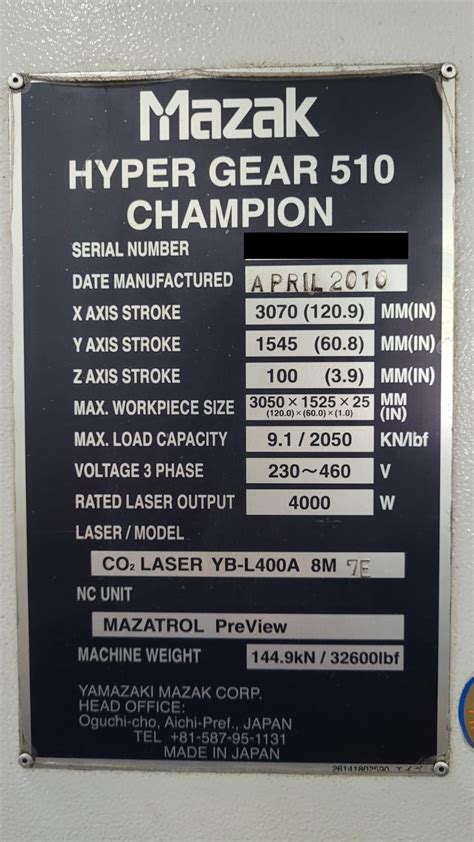 Mazak
HYPER GEAR 510
CHAMPION
SERIAL NUMBER
DATE MANUFACTURED APRIL 2010
X AXIS STROKE 3070 (120.9) MM(IN)
Y AXIS STROKE 1545 (60.8) MM(IN)
Z AXIS STROKE 100 (3.9) MM(IN)
MAX. WORKPIECE SIZE 3050 × 1525 × 25 MM
(120.0) × (60.0) × (1.0) (IN)
MAX. LOAD CAPACITY 9.1 / 2050 KN/lbf
VOLTAGE 3 PHASE 230～460 V
RATED LASER OUTPUT 4000 W
LASER / MODEL
CO₂ LASER YB-L400A 8M 7E
NC UNIT
MAZATROL PreView
MACHINE WEIGHT 144.9kN / 32600lbf
YAMAZAKI MAZAK CORP.
HEAD OFFICE:
Oguchi-cho, Aichi-Pref., JAPAN
TEL +81-587-95-1131
MADE IN JAPAN